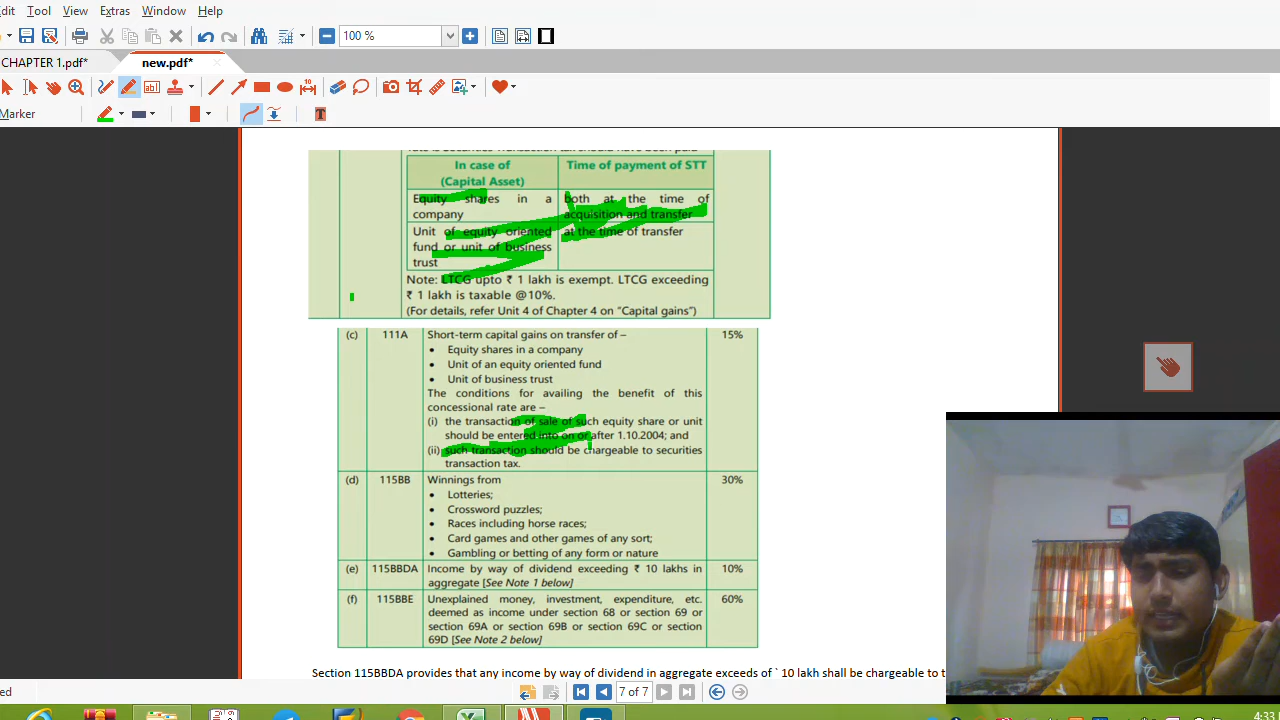 dit Tool View Extras Window Help
100 %
CHAPTER 1.pdf* new.pdf*
10
Marker T
In case of (Capital Asset) Time of payment of STT
Equity shares in a company both at the time of acquisition and transfer
Unit of equity oriented fund or unit of business trust at the time of transfer
Note: LTCG upto ₹ 1 lakh is exempt. LTCG exceeding
₹ 1 lakh is taxable @10%.
(For details, refer Unit 4 of Chapter 4 on “Capital gains”)
(c) 111A Short-term capital gains on transfer of – 15%
• Equity shares in a company
• Unit of an equity oriented fund
• Unit of business trust
The conditions for availing the benefit of this
concessional rate are –
(i) the transaction of sale of such equity share or unit
should be entered into on or after 1.10.2004; and
(ii) such transaction should be chargeable to securities
transaction tax.
(d) 115BB Winnings from 30%
• Lotteries;
• Crossword puzzles;
• Races including horse races;
• Card games and other games of any sort;
• Gambling or betting of any form or nature
(e) 115BBDA Income by way of dividend exceeding ₹ 10 lakhs in 10%
aggregate [See Note 1 below]
(f) 115BBE Unexplained money, investment, expenditure, etc. 60%
deemed as income under section 68 or section 69 or
section 69A or section 69B or section 69C or section
69D [See Note 2 below]
Section 115BBDA provides that any income by way of dividend in aggregate exceeds of ` 10 lakh shall be chargeable to t
ed 7 of 7
4:33